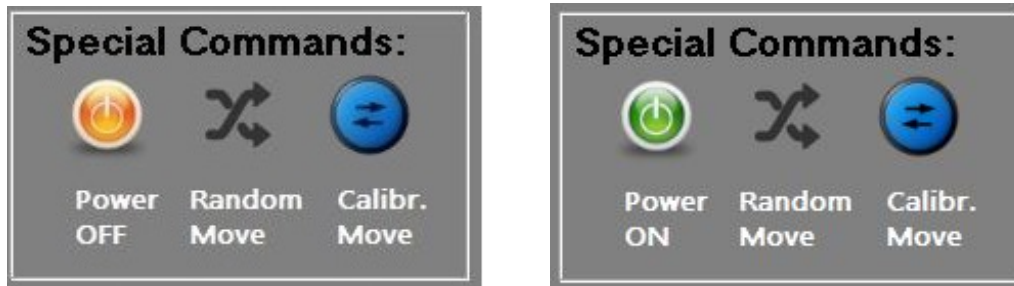 Special Commands:
Power Random Calibr.
OFF Move Move
Special Commands:
Power Random Calibr.
ON Move Move